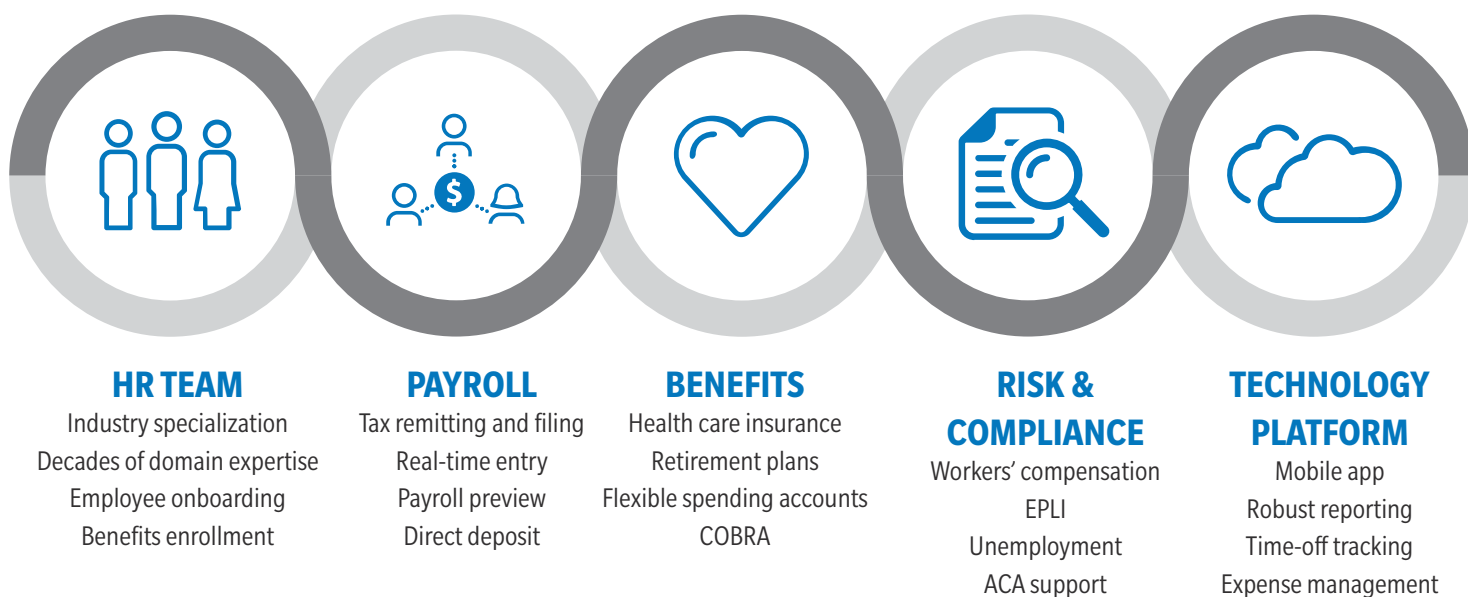 $
HR TEAM
Industry specialization
Decades of domain expertise
Employee onboarding
Benefits enrollment
PAYROLL
Tax remitting and filing
Real-time entry
Payroll preview
Direct deposit
BENEFITS
Health care insurance
Retirement plans
Flexible spending accounts
COBRA
RISK &
COMPLIANCE
Workers’ compensation
EPLI
Unemployment
ACA support
TECHNOLOGY
PLATFORM
Mobile app
Robust reporting
Time-off tracking
Expense management